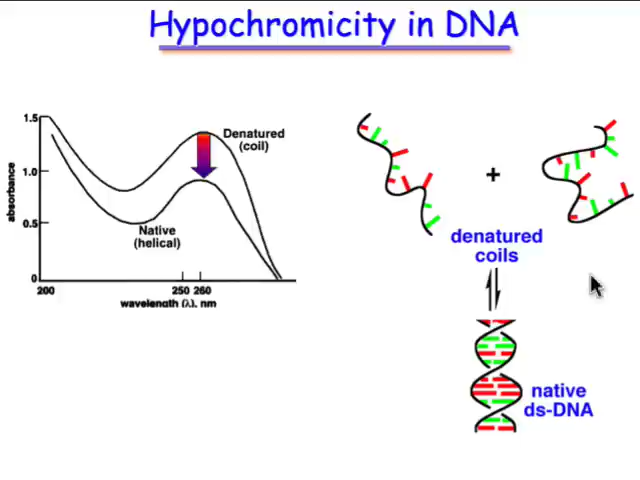 Hypochromicity in DNA
1.5
1.0
0.5
0
absorbance
Denatured
(coil)
Native
(helical)
200
250 260
wavelength (λ), nm
+
denatured
coils
native
ds-DNA